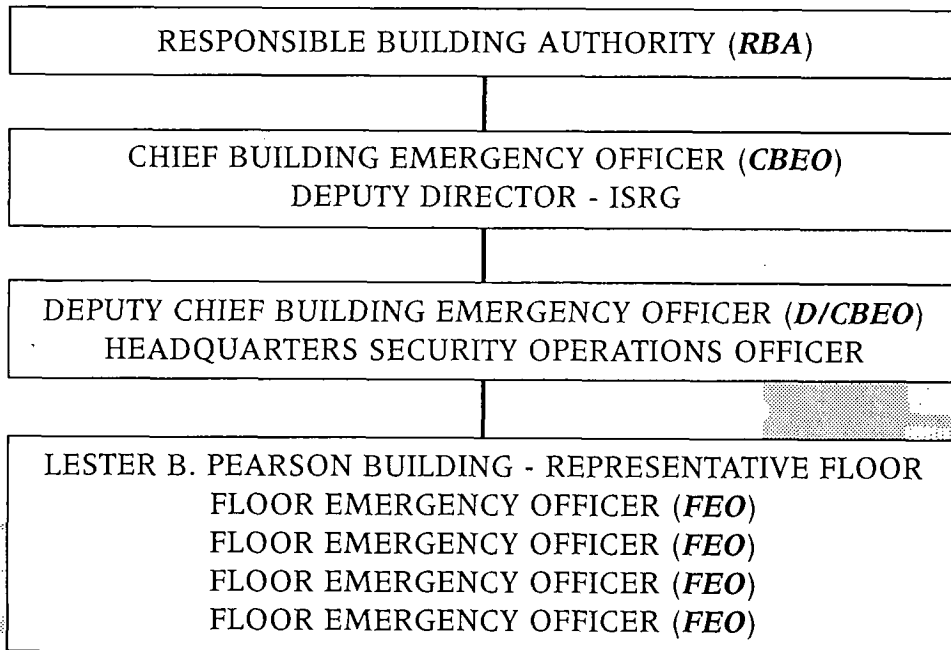 RESPONSIBLE BUILDING AUTHORITY (RBA)
CHIEF BUILDING EMERGENCY OFFICER (CBEO)
DEPUTY DIRECTOR - ISRG
DEPUTY CHIEF BUILDING EMERGENCY OFFICER (D/CBEO)
HEADQUARTERS SECURITY OPERATIONS OFFICER
LESTER B. PEARSON BUILDING - REPRESENTATIVE FLOOR
FLOOR EMERGENCY OFFICER (FEO)
FLOOR EMERGENCY OFFICER (FEO)
FLOOR EMERGENCY OFFICER (FEO)
FLOOR EMERGENCY OFFICER (FEO)